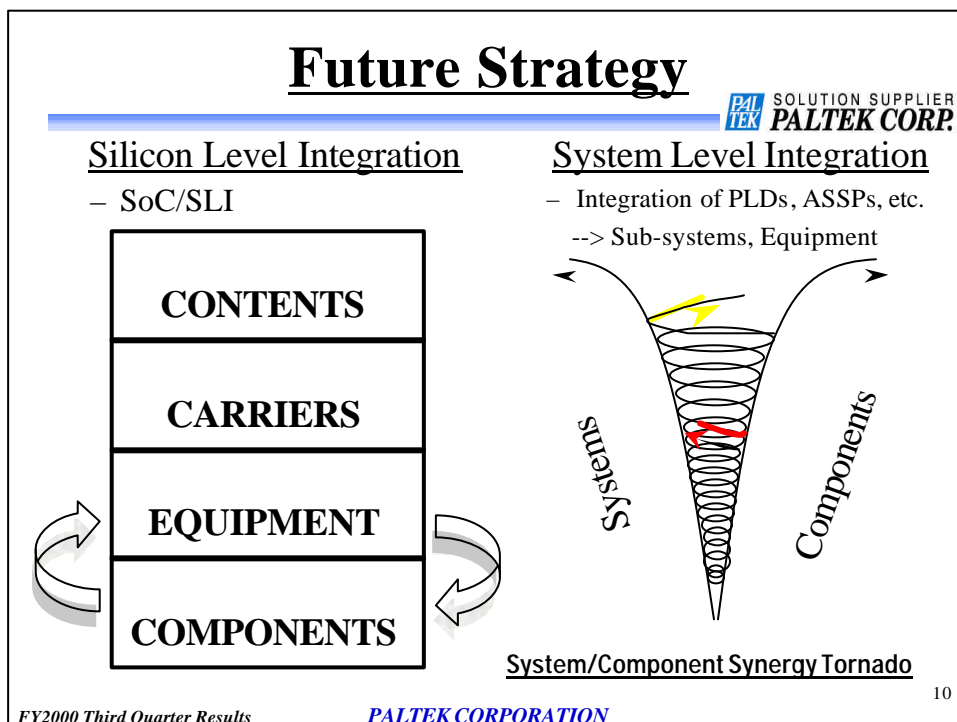 Future Strategy
PAL TEK SOLUTION SUPPLIER
PALTEK CORP.
Silicon Level Integration
– SoC/SLI
CONTENTS
CARRIERS
EQUIPMENT
COMPONENTS
System Level Integration
– Integration of PLDs, ASSPs, etc.
--> Sub-systems, Equipment
Systems
Components
System/Component Synergy Tornado
10
FY2000 Third Quarter Results
PALTEK CORPORATION